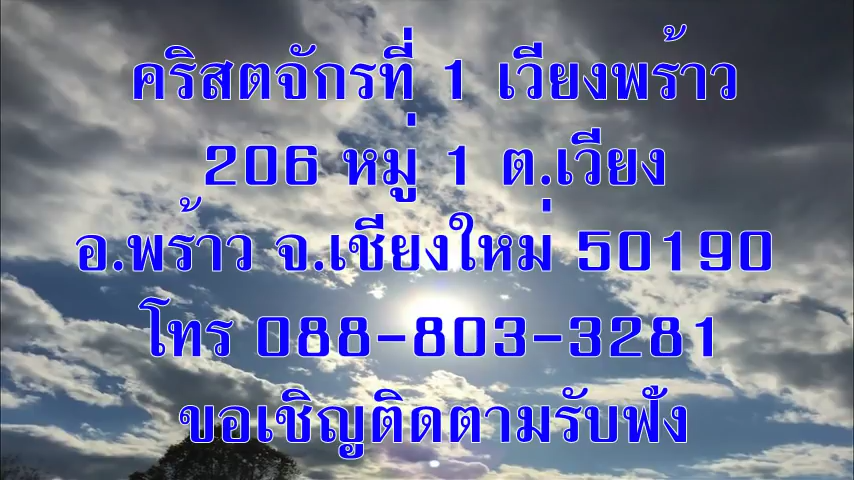 คริสตจักรที่ 1 เวียงพร้าว
206 หมู่ 1 ต.เวียง
อ.พร้าว จ.เชียงใหม่ 50190
โทร 088-803-3281
ขอเชิญติดตามรับฟัง